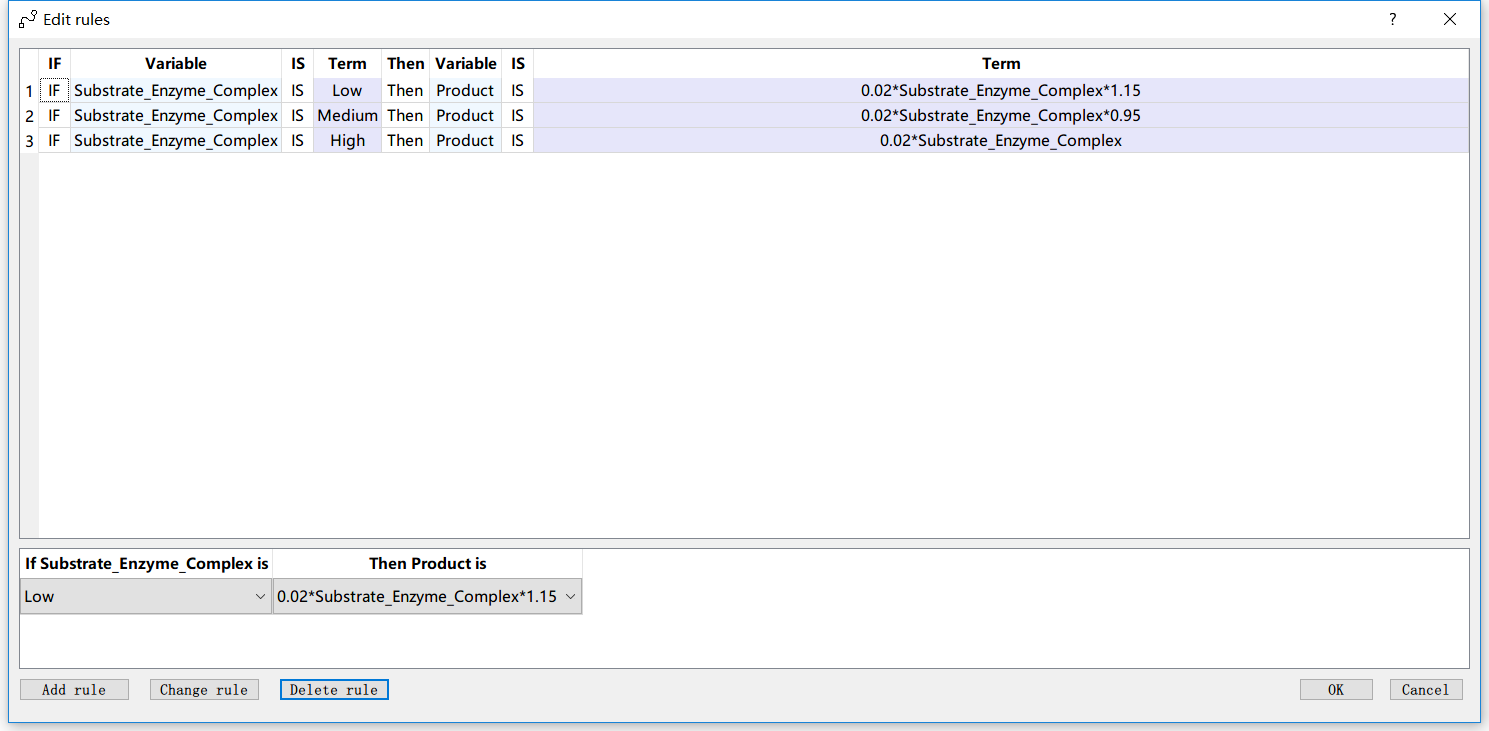 Edit rules ?
IF Variable IS Term Then Variable IS Term
1 IF Substrate_Enzyme_Complex IS Low Then Product IS 0.02*Substrate_Enzyme_Complex*1.15
2 IF Substrate_Enzyme_Complex IS Medium Then Product IS 0.02*Substrate_Enzyme_Complex*0.95
3 IF Substrate_Enzyme_Complex IS High Then Product IS 0.02*Substrate_Enzyme_Complex
If Substrate_Enzyme_Complex is Then Product is
Low 0.02*Substrate_Enzyme_Complex*1.15
Add rule Change rule Delete rule OK Cancel